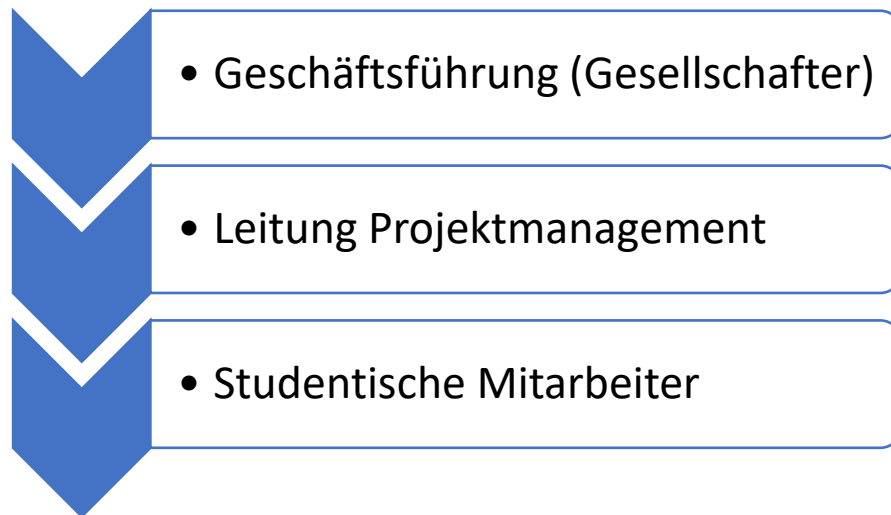 • Geschäftsführung (Gesellschafter)
• Leitung Projektmanagement
• Studentische Mitarbeiter